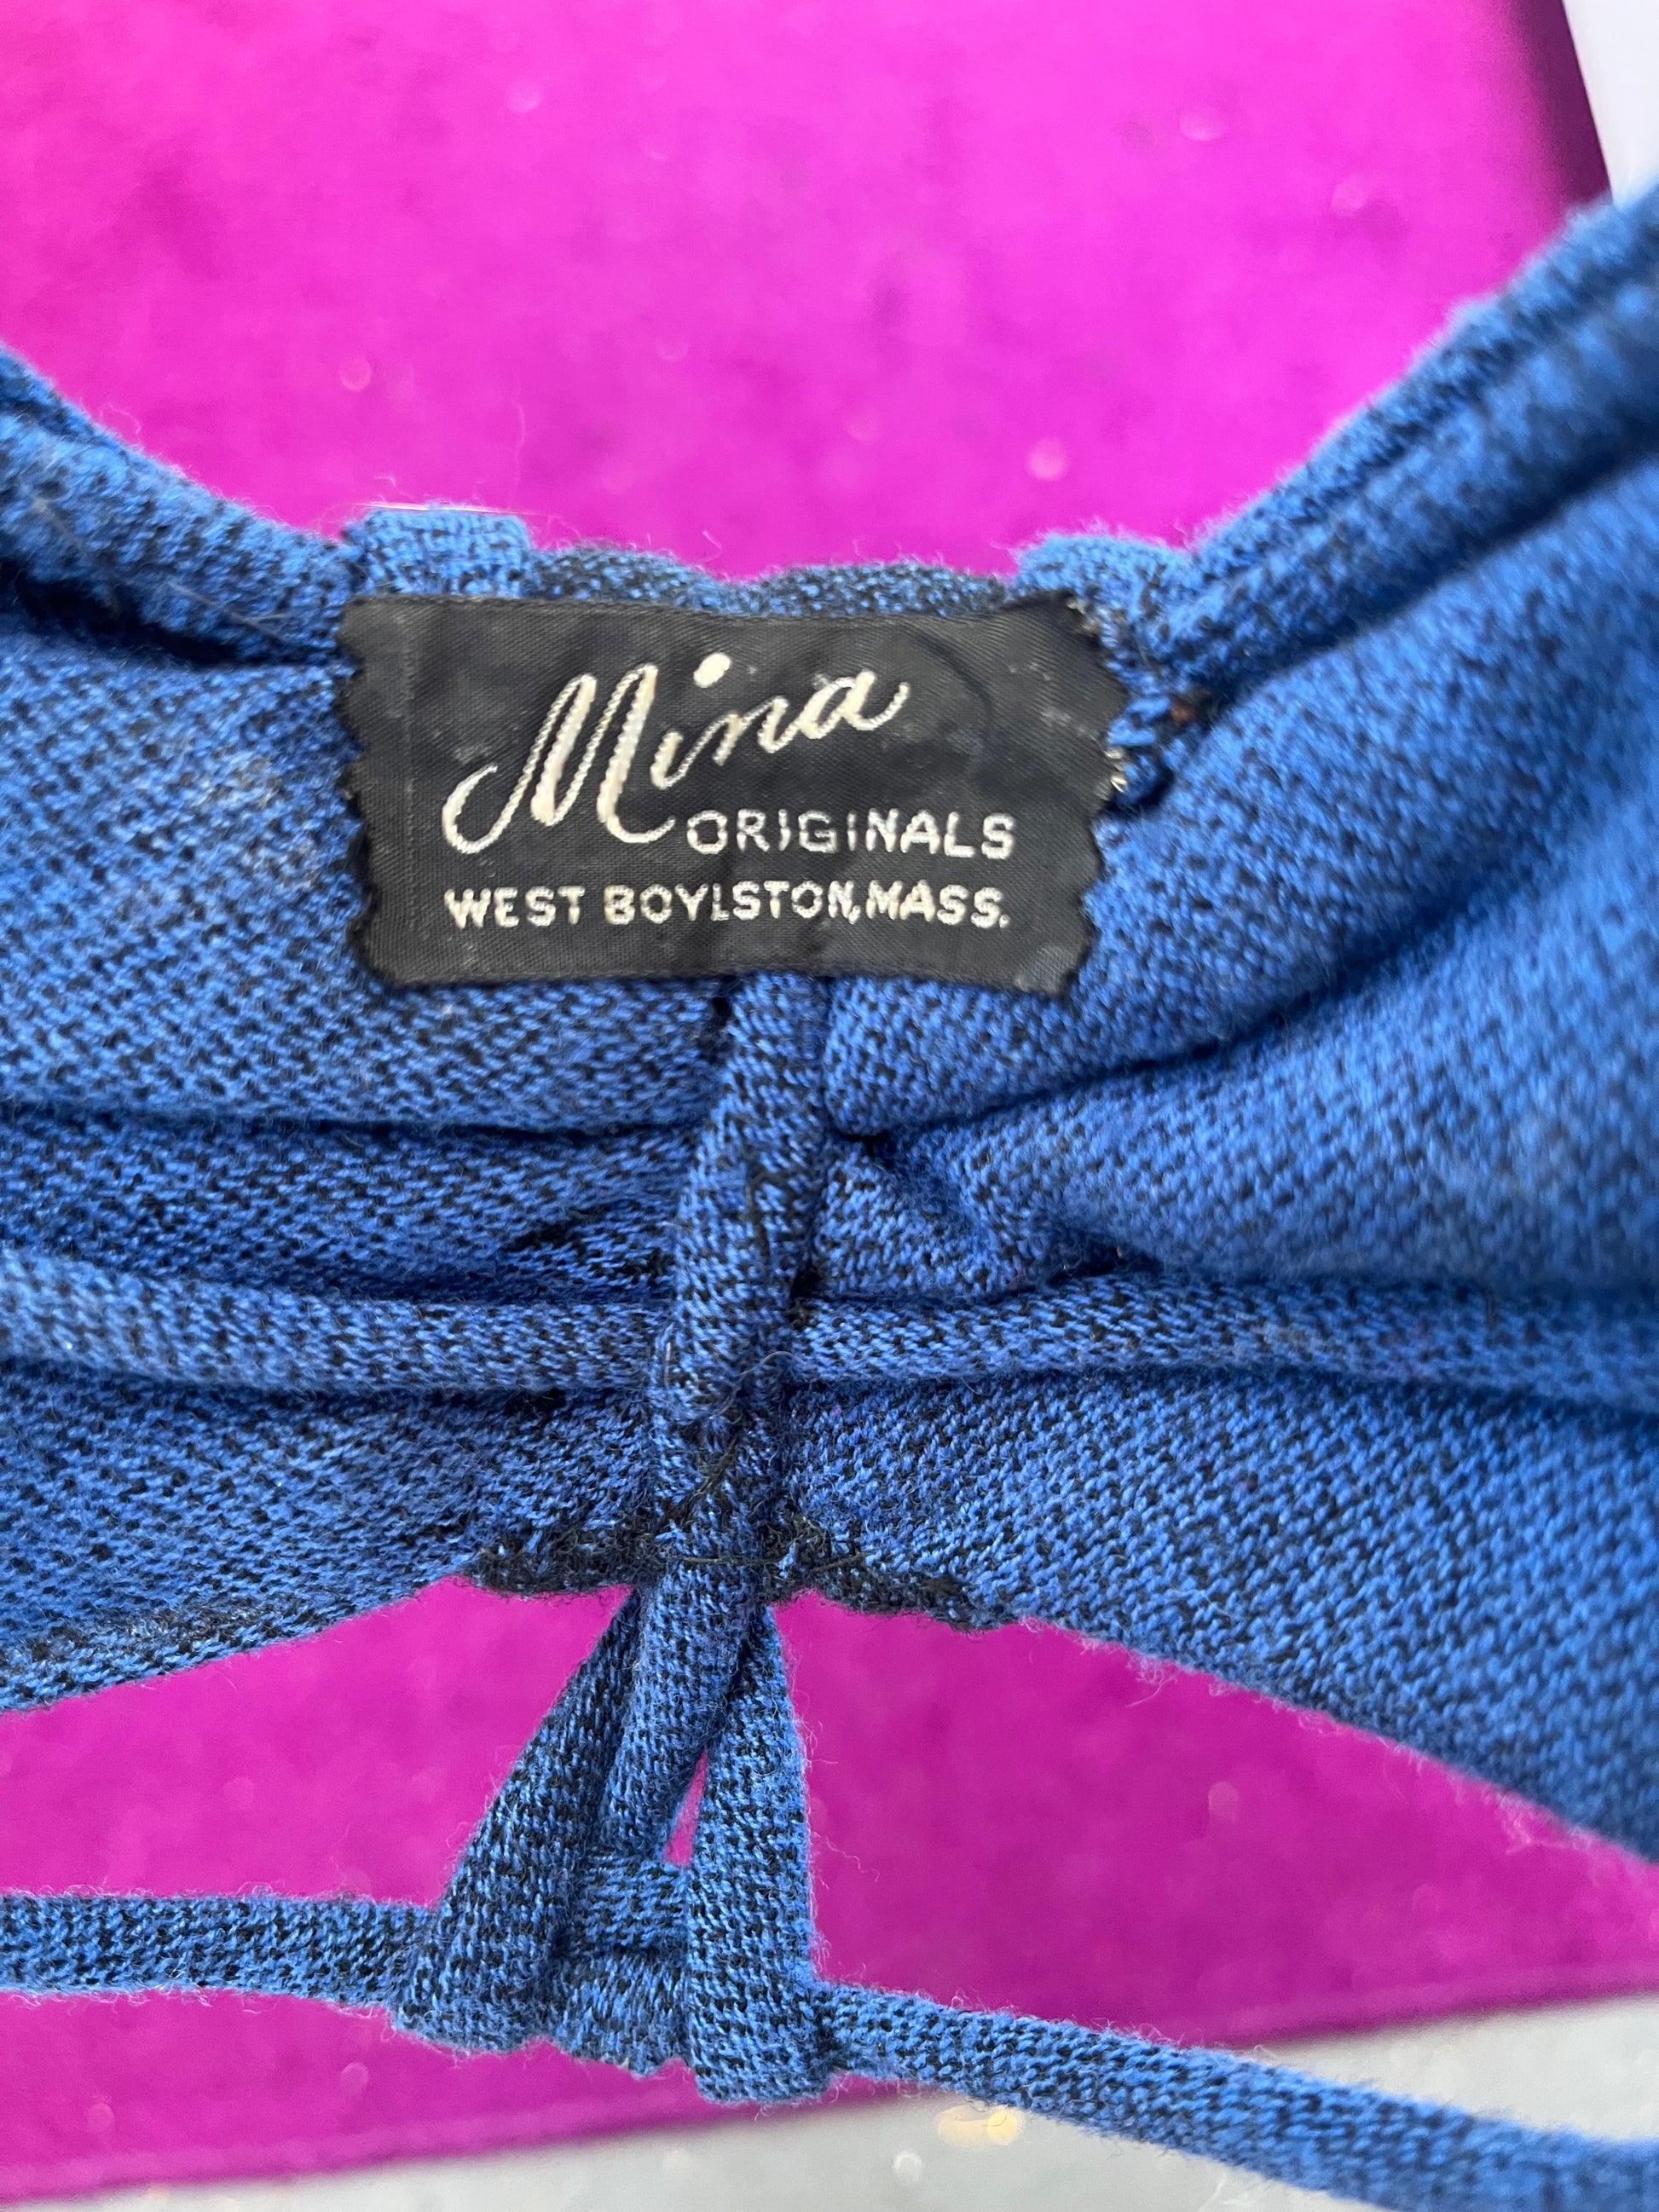 Mina
ORIGINALS
WEST BOYLSTON, MASS.